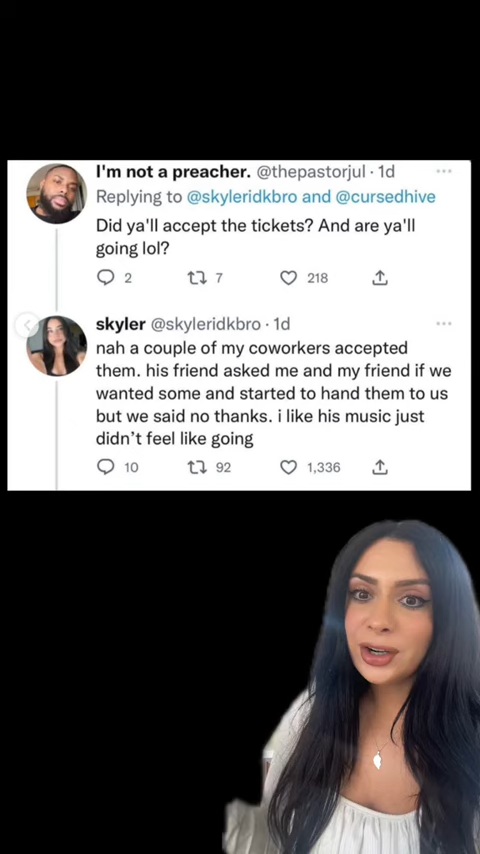 I'm not a preacher. @thepastorjul · 1d
Replying to @skyleridkbro and @cursedhive
Did ya'll accept the tickets? And are ya'll
going lol?
2 7 218
skyler @skyleridkbro · 1d
nah a couple of my coworkers accepted
them. his friend asked me and my friend if we
wanted some and started to hand them to us
but we said no thanks. i like his music just
didn’t feel like going
10 92 1,336